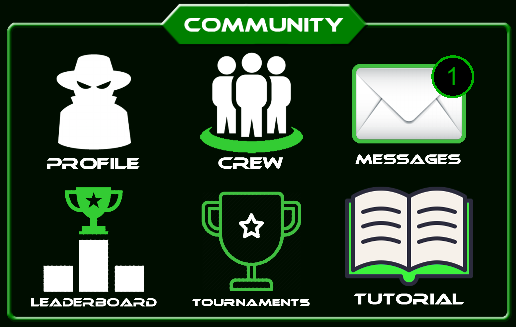 COMMUNITY
PROFILE
CREW
1
MESSAGES
LEADERBOARD
TOURNAMENTS
TUTORIAL